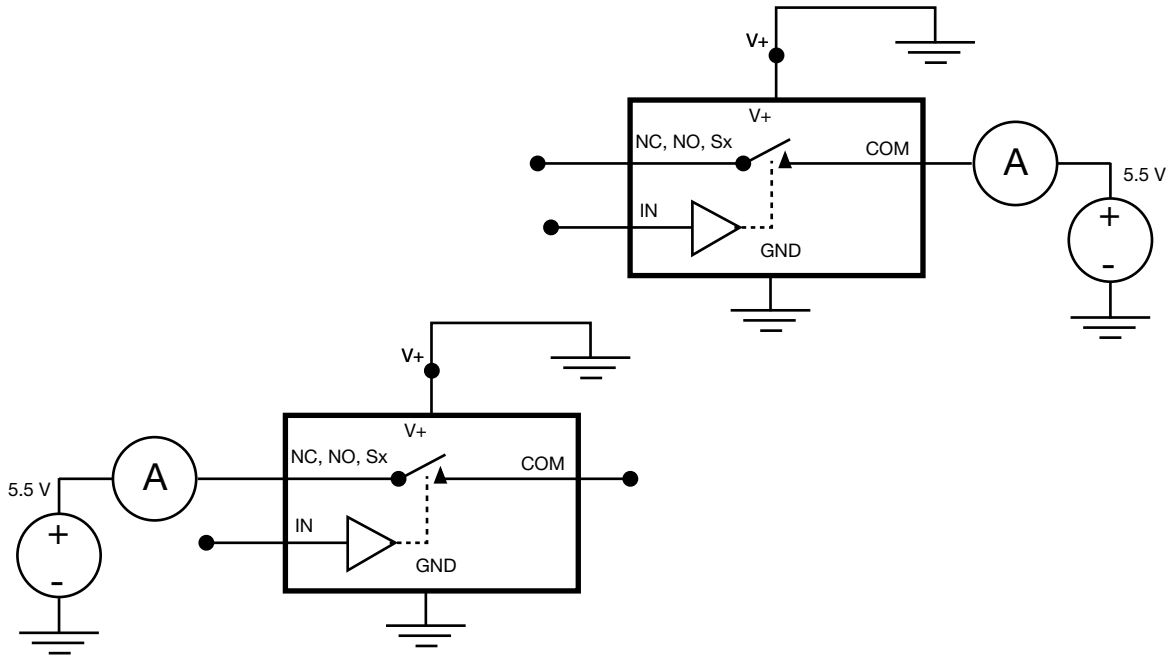 V+
V+
NC, NO, Sx
COM
A
5.5 V
IN
+
GND
-
V+
V+
NC, NO, Sx
COM
A
5.5 V
IN
+
GND
-